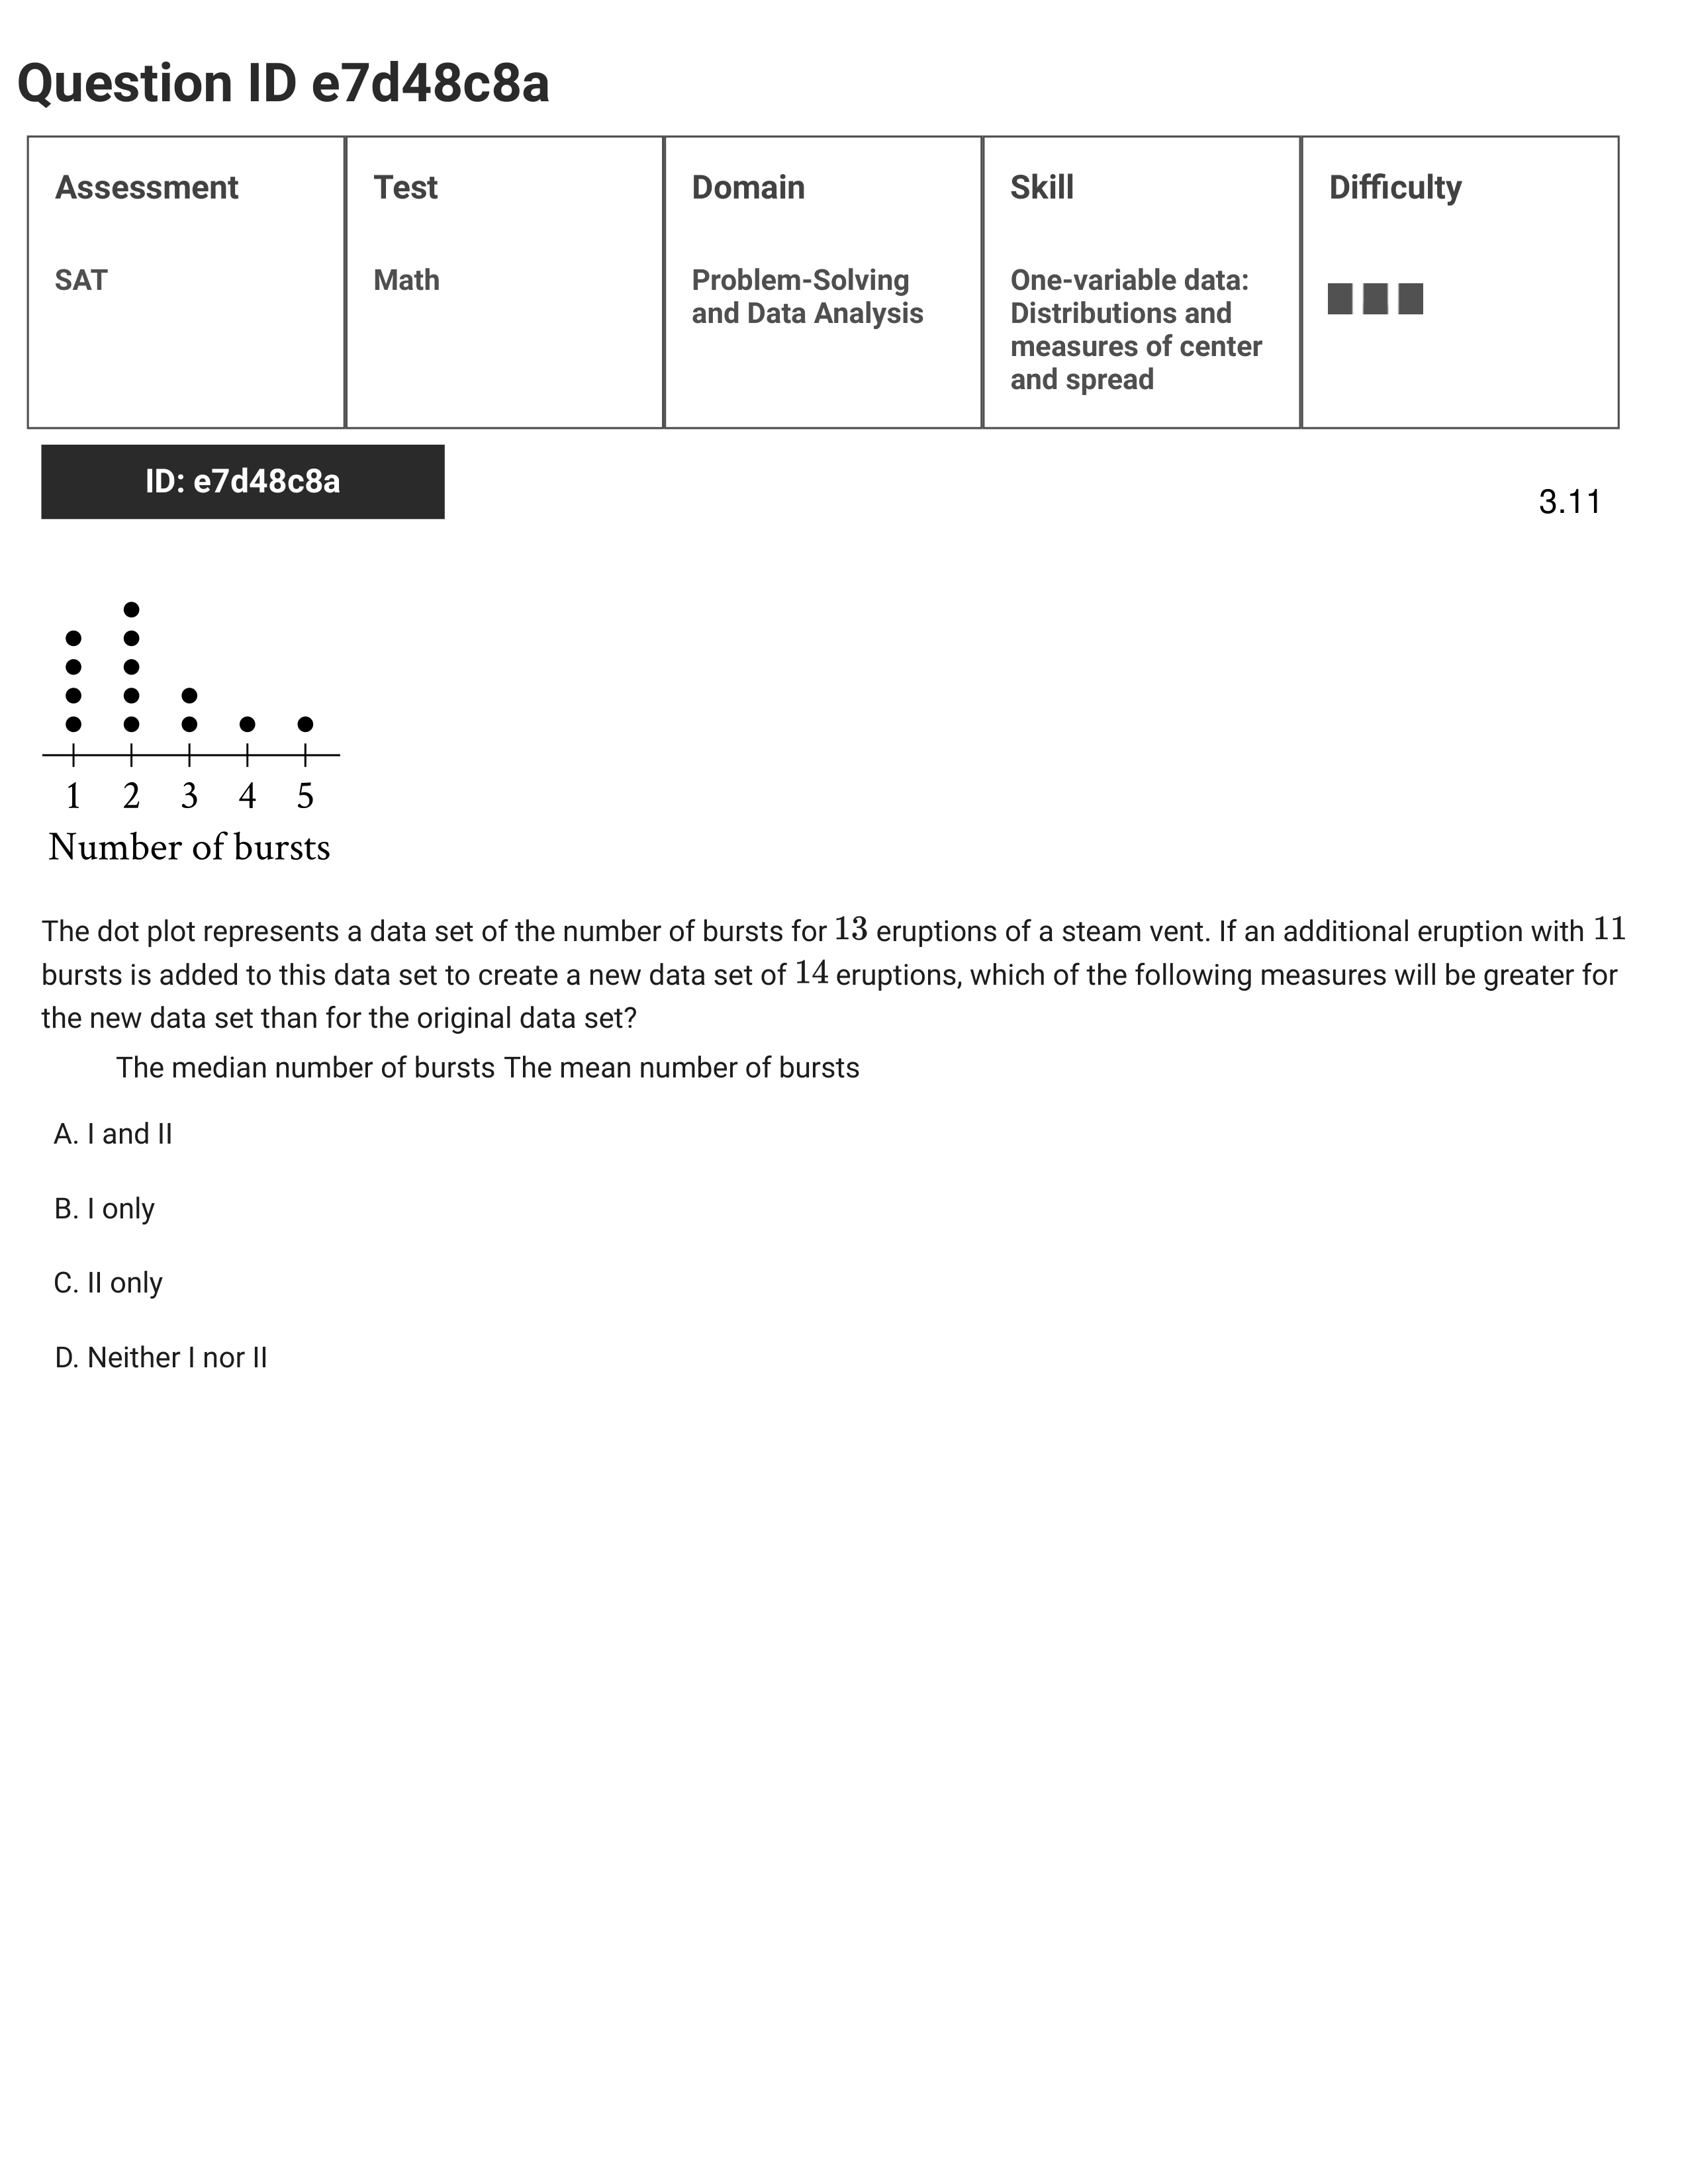 Question ID e7d48c8a
Assessment
Test
Domain
Skill
Difficulty
SAT
Math
Problem-Solving
and Data Analysis
One-variable data:
Distributions and
measures of center
and spread
ID: e7d48c8a
3.11
1 2 3 4 5
Number of bursts
The dot plot represents a data set of the number of bursts for 13 eruptions of a steam vent. If an additional eruption with 11
bursts is added to this data set to create a new data set of 14 eruptions, which of the following measures will be greater for
the new data set than for the original data set?
The median number of bursts The mean number of bursts
A. I and II
B. I only
C. II only
D. Neither I nor II